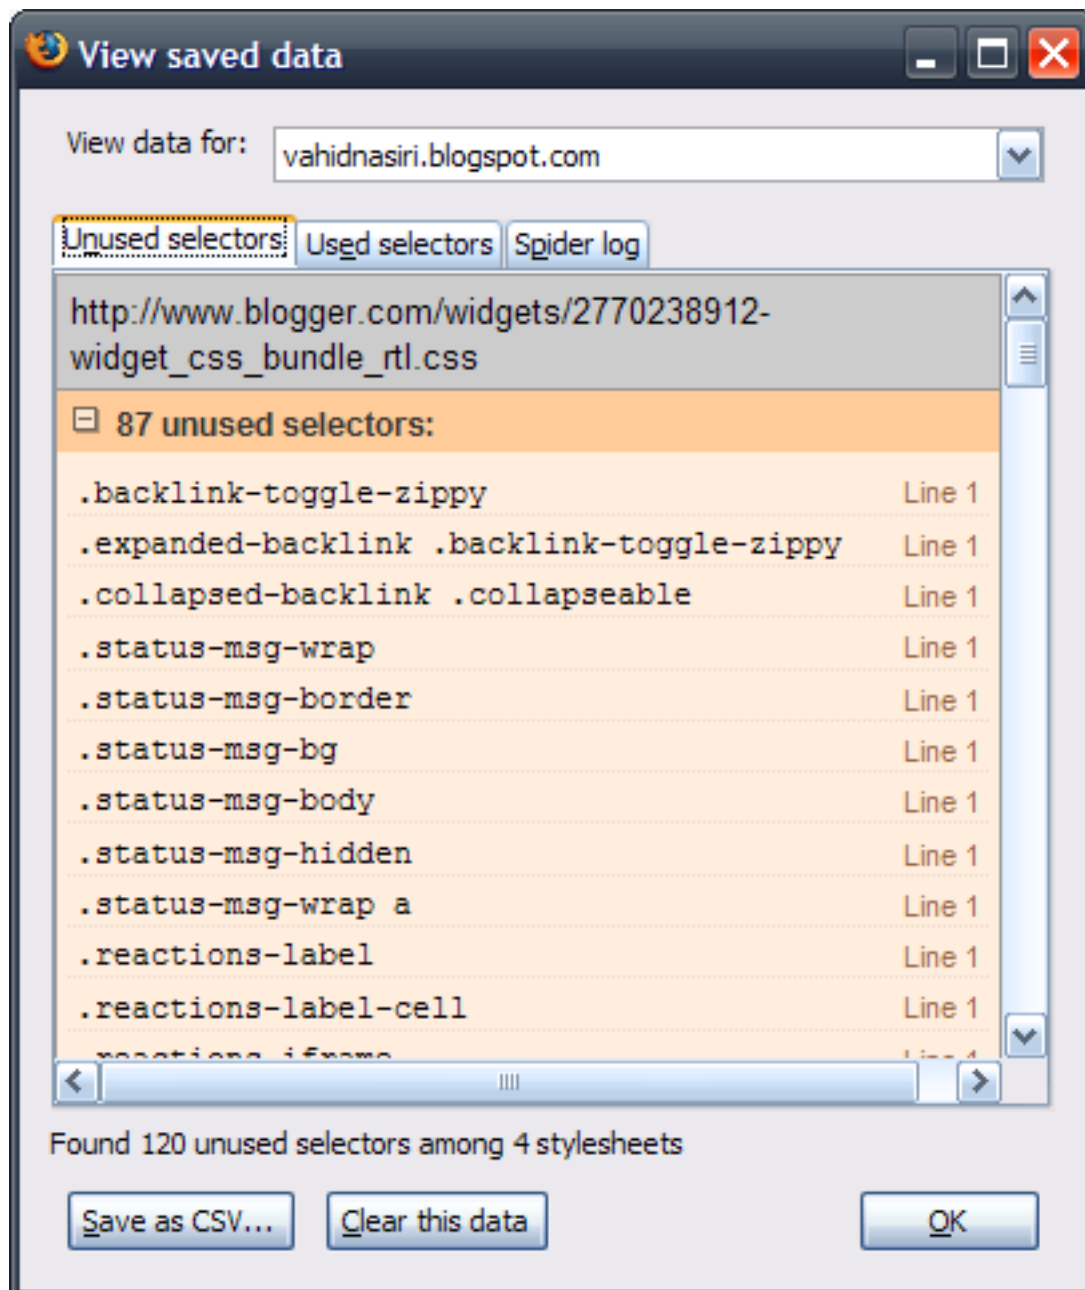 View saved data
View data for:
vahidnasiri.blogspot.com
Unused selectors
Used selectors
Spider log
http://www.blogger.com/widgets/2770238912-
widget_css_bundle_rtl.css
87 unused selectors:
.backlink-toggle-zippy Line 1
.expanded-backlink .backlink-toggle-zippy Line 1
.collapsed-backlink .collapseable Line 1
.status-msg-wrap Line 1
.status-msg-border Line 1
.status-msg-bg Line 1
.status-msg-body Line 1
.status-msg-hidden Line 1
.status-msg-wrap a Line 1
.reactions-label Line 1
.reactions-label-cell Line 1
.reactions-iframe Line 1
Found 120 unused selectors among 4 stylesheets
Save as CSV...
Clear this data
OK